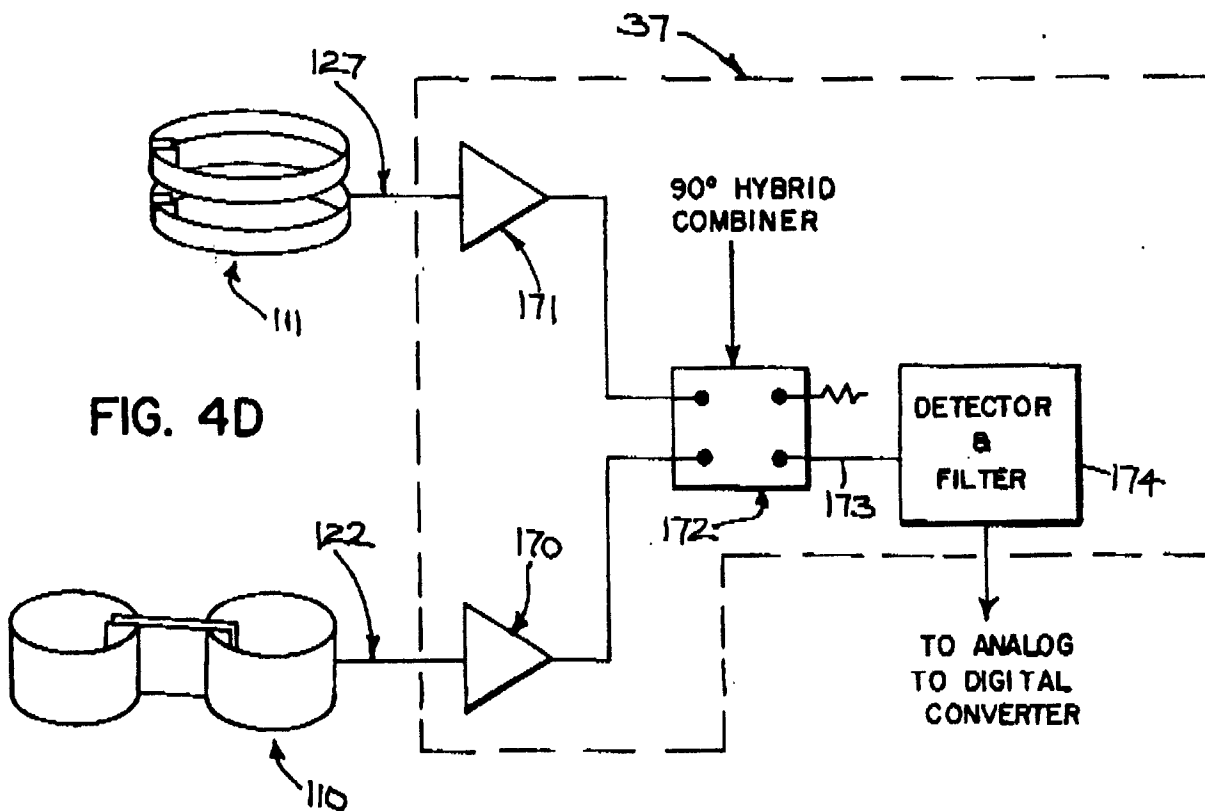 37
127
90° HYBRID
COMBINER
171
111
FIG. 4D
DETECTOR
&
FILTER
174
173
172
122
170
TO ANALOG
TO DIGITAL
CONVERTER
110